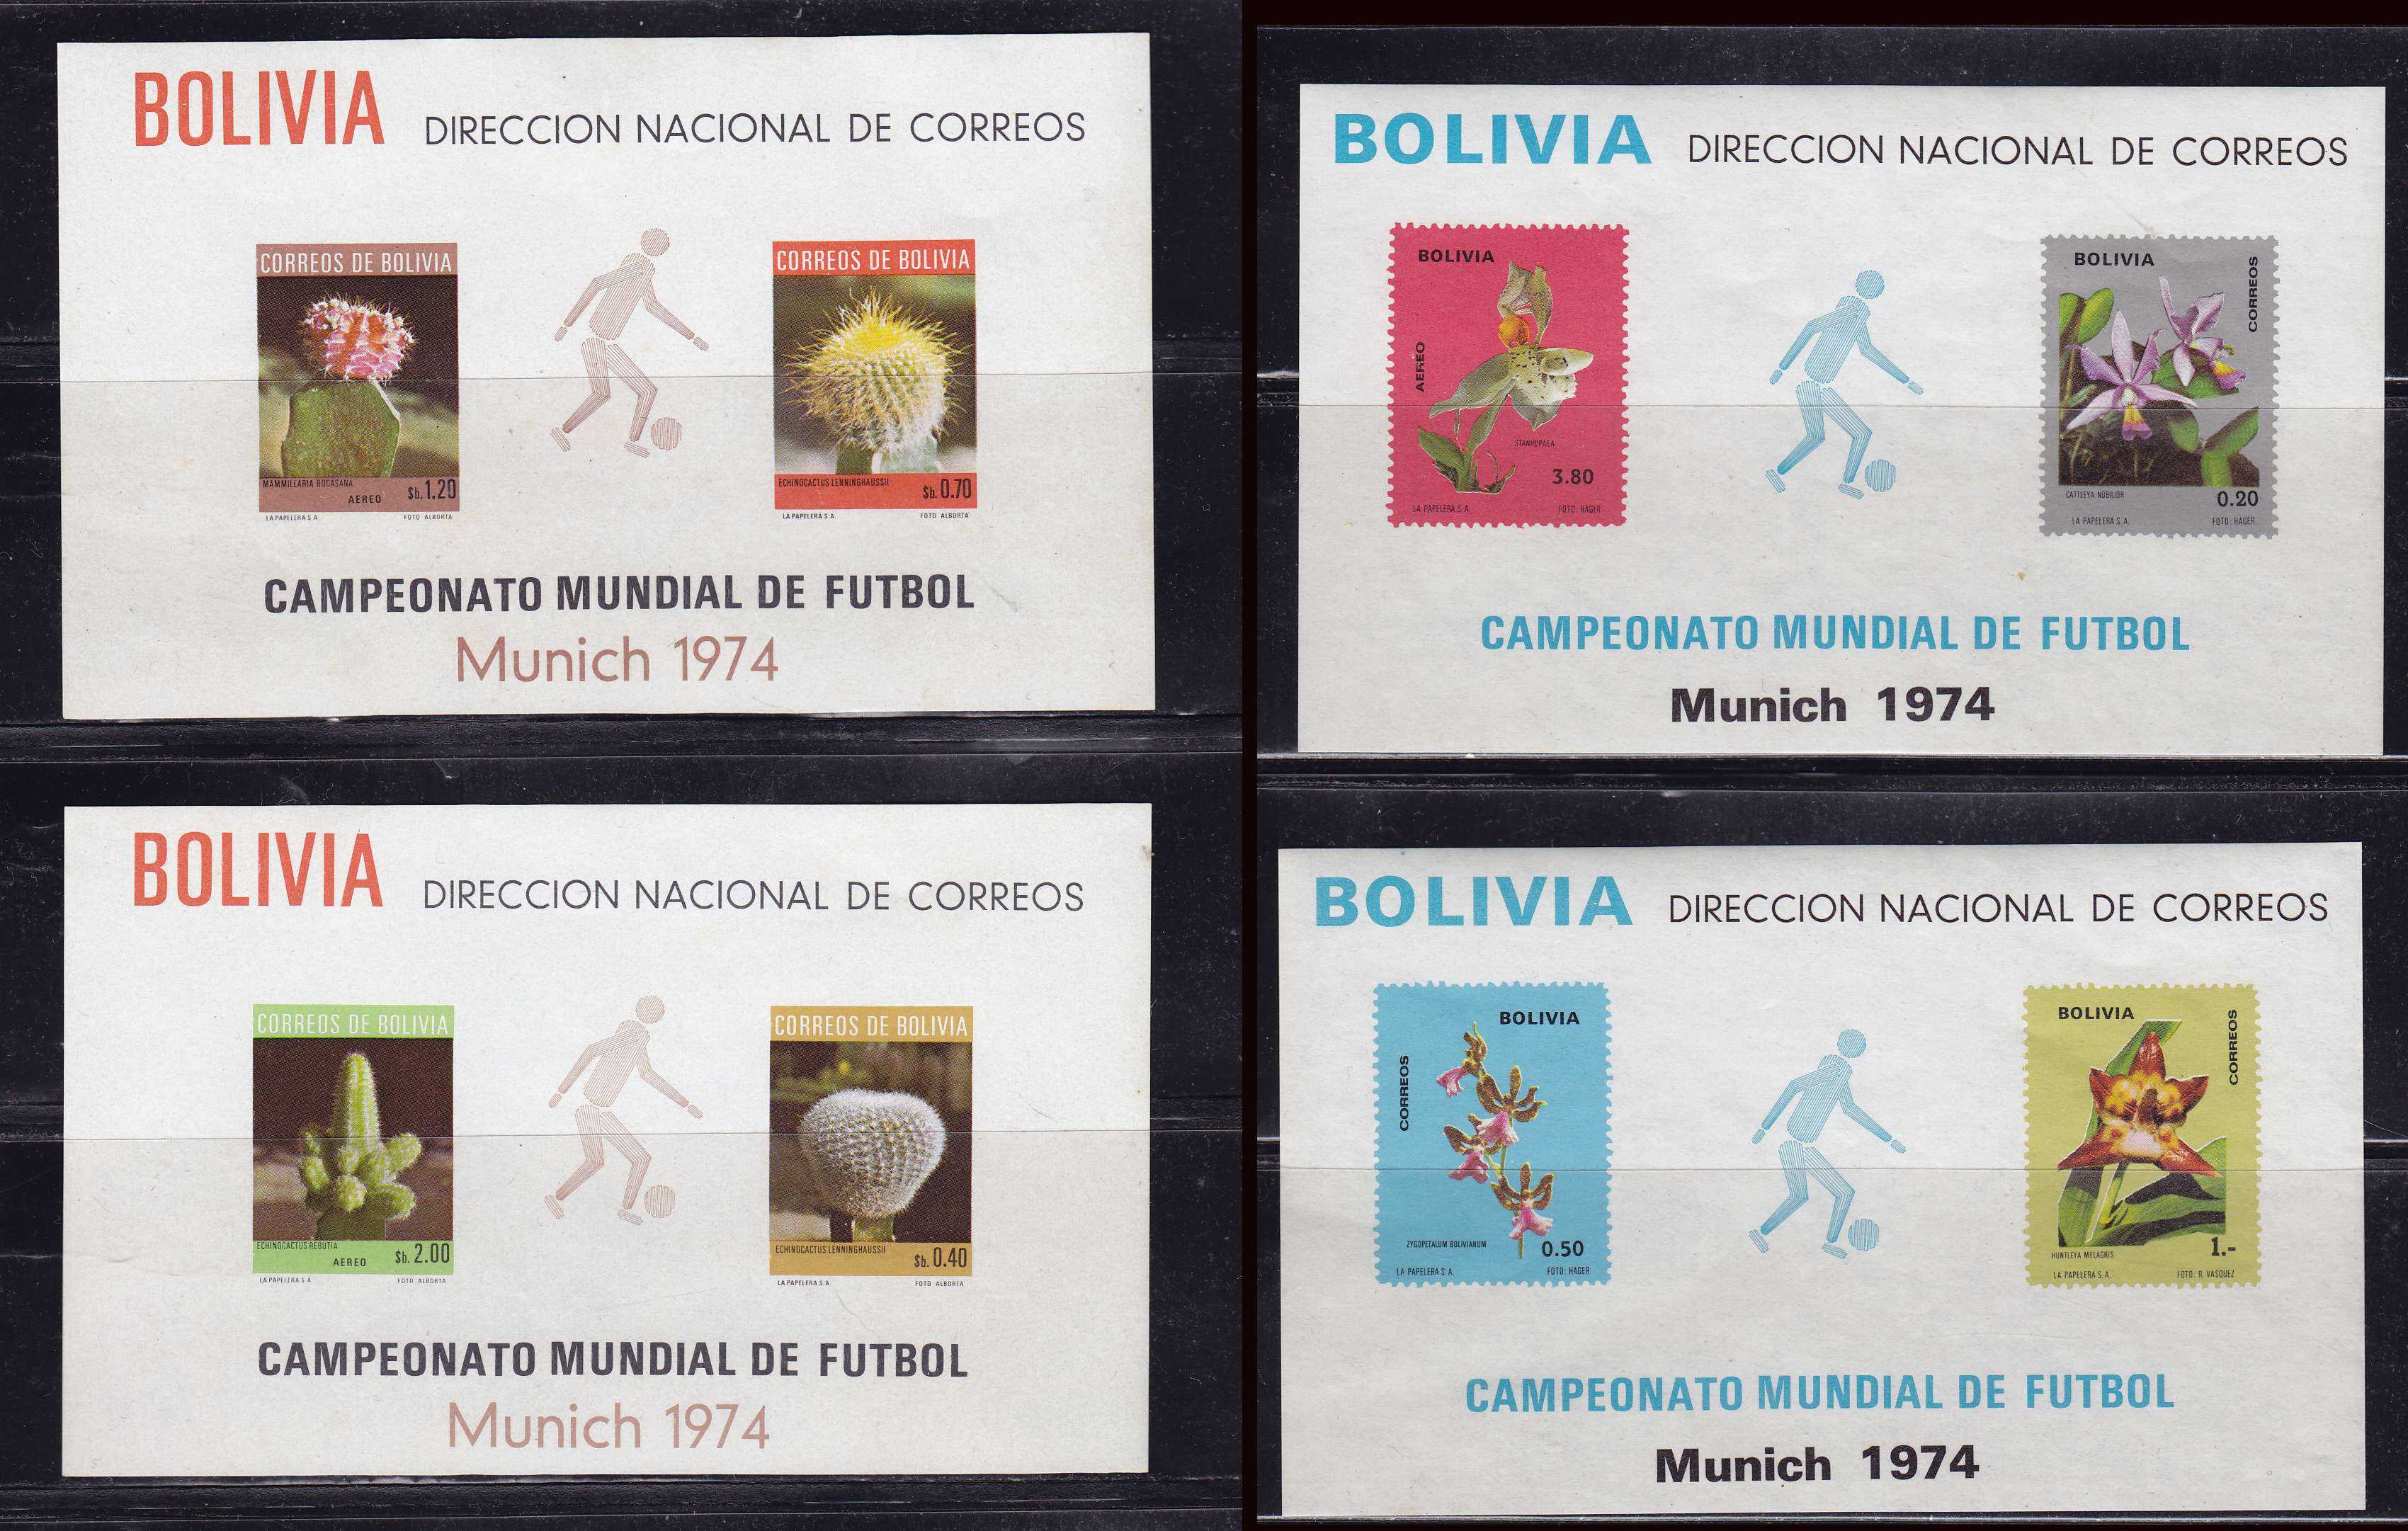 BOLIVIA DIRECCION NACIONAL DE CORREOS
CORREOS DE BOLIVIA
MAMMILLARIA BOCASANA
AEREO $b.1.20
LA PAPELERA S.A. FOTO ALBORTA
CORREOS DE BOLIVIA
ECHINOCACTUS LENNINGHAUSSII
$b.0.70
LA PAPELERA S.A. FOTO ALBORTA
CAMPEONATO MUNDIAL DE FUTBOL
Munich 1974
BOLIVIA DIRECCION NACIONAL DE CORREOS
BOLIVIA
AEREO
STANHOPAEA
3.80
LA PAPELERA S.A. FOTO: HAGER
BOLIVIA
CORREOS
CATTLEYA NOBILIOR
0.20
LA PAPELERA S.A. FOTO: HAGER
CAMPEONATO MUNDIAL DE FUTBOL
Munich 1974
BOLIVIA DIRECCION NACIONAL DE CORREOS
CORREOS DE BOLIVIA
ECHINOCACTUS REBUTIA
AEREO $b.2.00
LA PAPELERA S.A. FOTO ALBORTA
CORREOS DE BOLIVIA
ECHINOCACTUS LENNINGHAUSSII
$b.0.40
LA PAPELERA S.A. FOTO ALBORTA
CAMPEONATO MUNDIAL DE FUTBOL
Munich 1974
BOLIVIA DIRECCION NACIONAL DE CORREOS
BOLIVIA
CORREOS
ZYGOPETALUM BOLIVIANUM
0.50
LA PAPELERA S.A. FOTO: HAGER
BOLIVIA
CORREOS
1.-
HUNTLEYA MELAGRIS
LA PAPELERA S.A. FOTO: R. VASQUEZ
CAMPEONATO MUNDIAL DE FUTBOL
Munich 1974